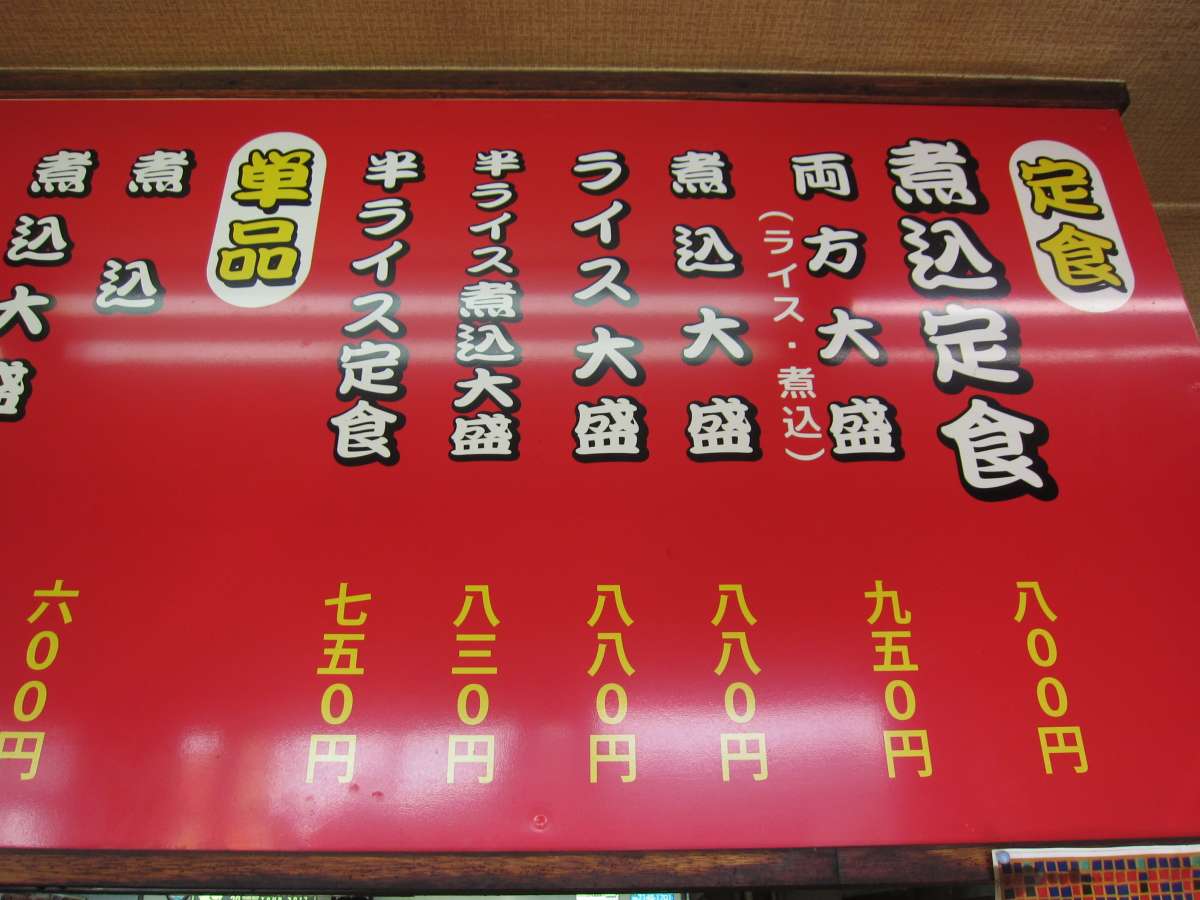 定食
煮込定食
八〇〇円
両方大盛
（ライス・煮込）
九五〇円
煮込大盛
八八〇円
ライス大盛
八八〇円
半ライス煮込大盛
八三〇円
半ライス定食
七五〇円
単品
煮込
六〇〇円
煮込大盛